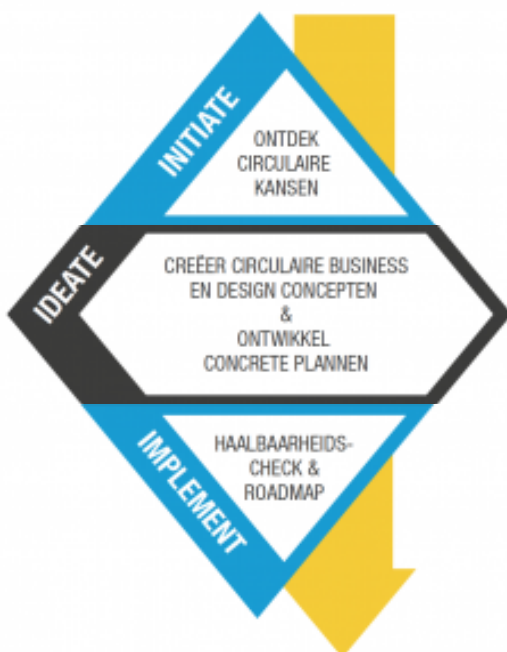 INITIATE
ONTDEK
CIRCULAIRE
KANSEN
IDEATE
CREËER CIRCULAIRE BUSINESS
EN DESIGN CONCEPTEN
&
ONTWIKKEL
CONCRETE PLANNEN
IMPLEMENT
HAALBAARHEIDS-
CHECK &
ROADMAP